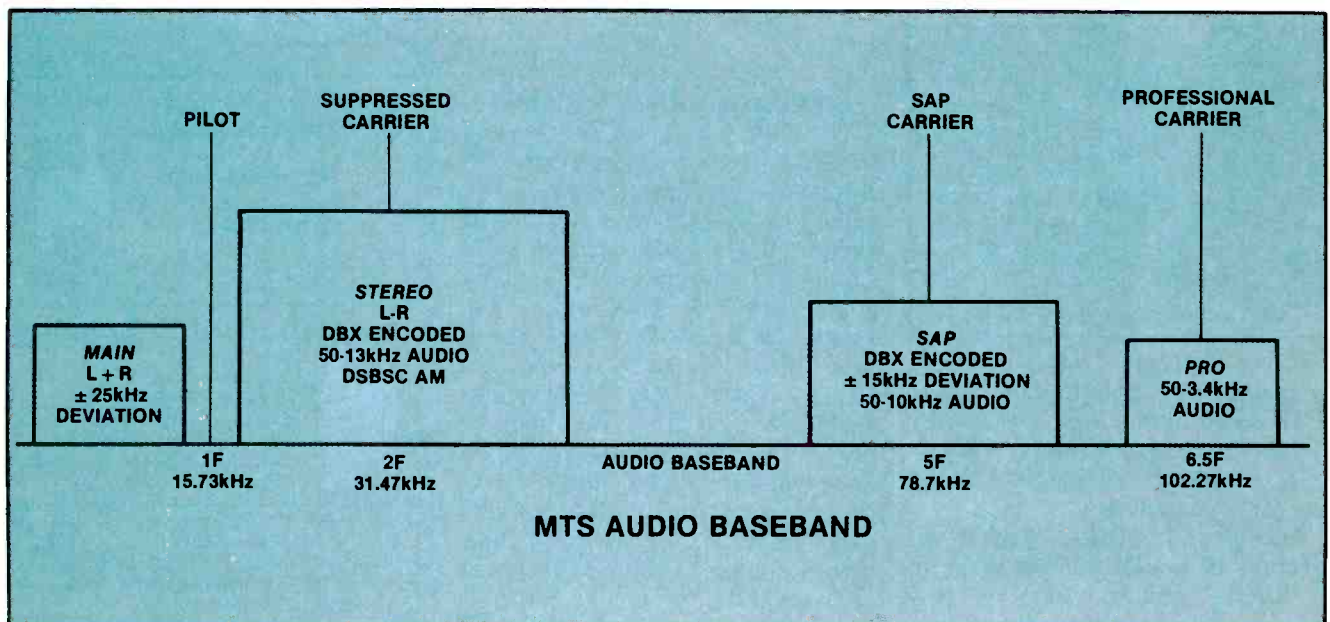 PILOT
SUPPRESSED
CARRIER
SAP
CARRIER
PROFESSIONAL
CARRIER
MAIN
L + R
± 25kHz
DEVIATION
STEREO
L-R
DBX ENCODED
50-13kHz AUDIO
DSBSC AM
SAP
DBX ENCODED
± 15kHz DEVIATION
50-10kHz AUDIO
PRO
50-3.4kHz
AUDIO
1F
15.73kHz
2F
31.47kHz
AUDIO BASEBAND
5F
78.7kHz
6.5F
102.27kHz
MTS AUDIO BASEBAND